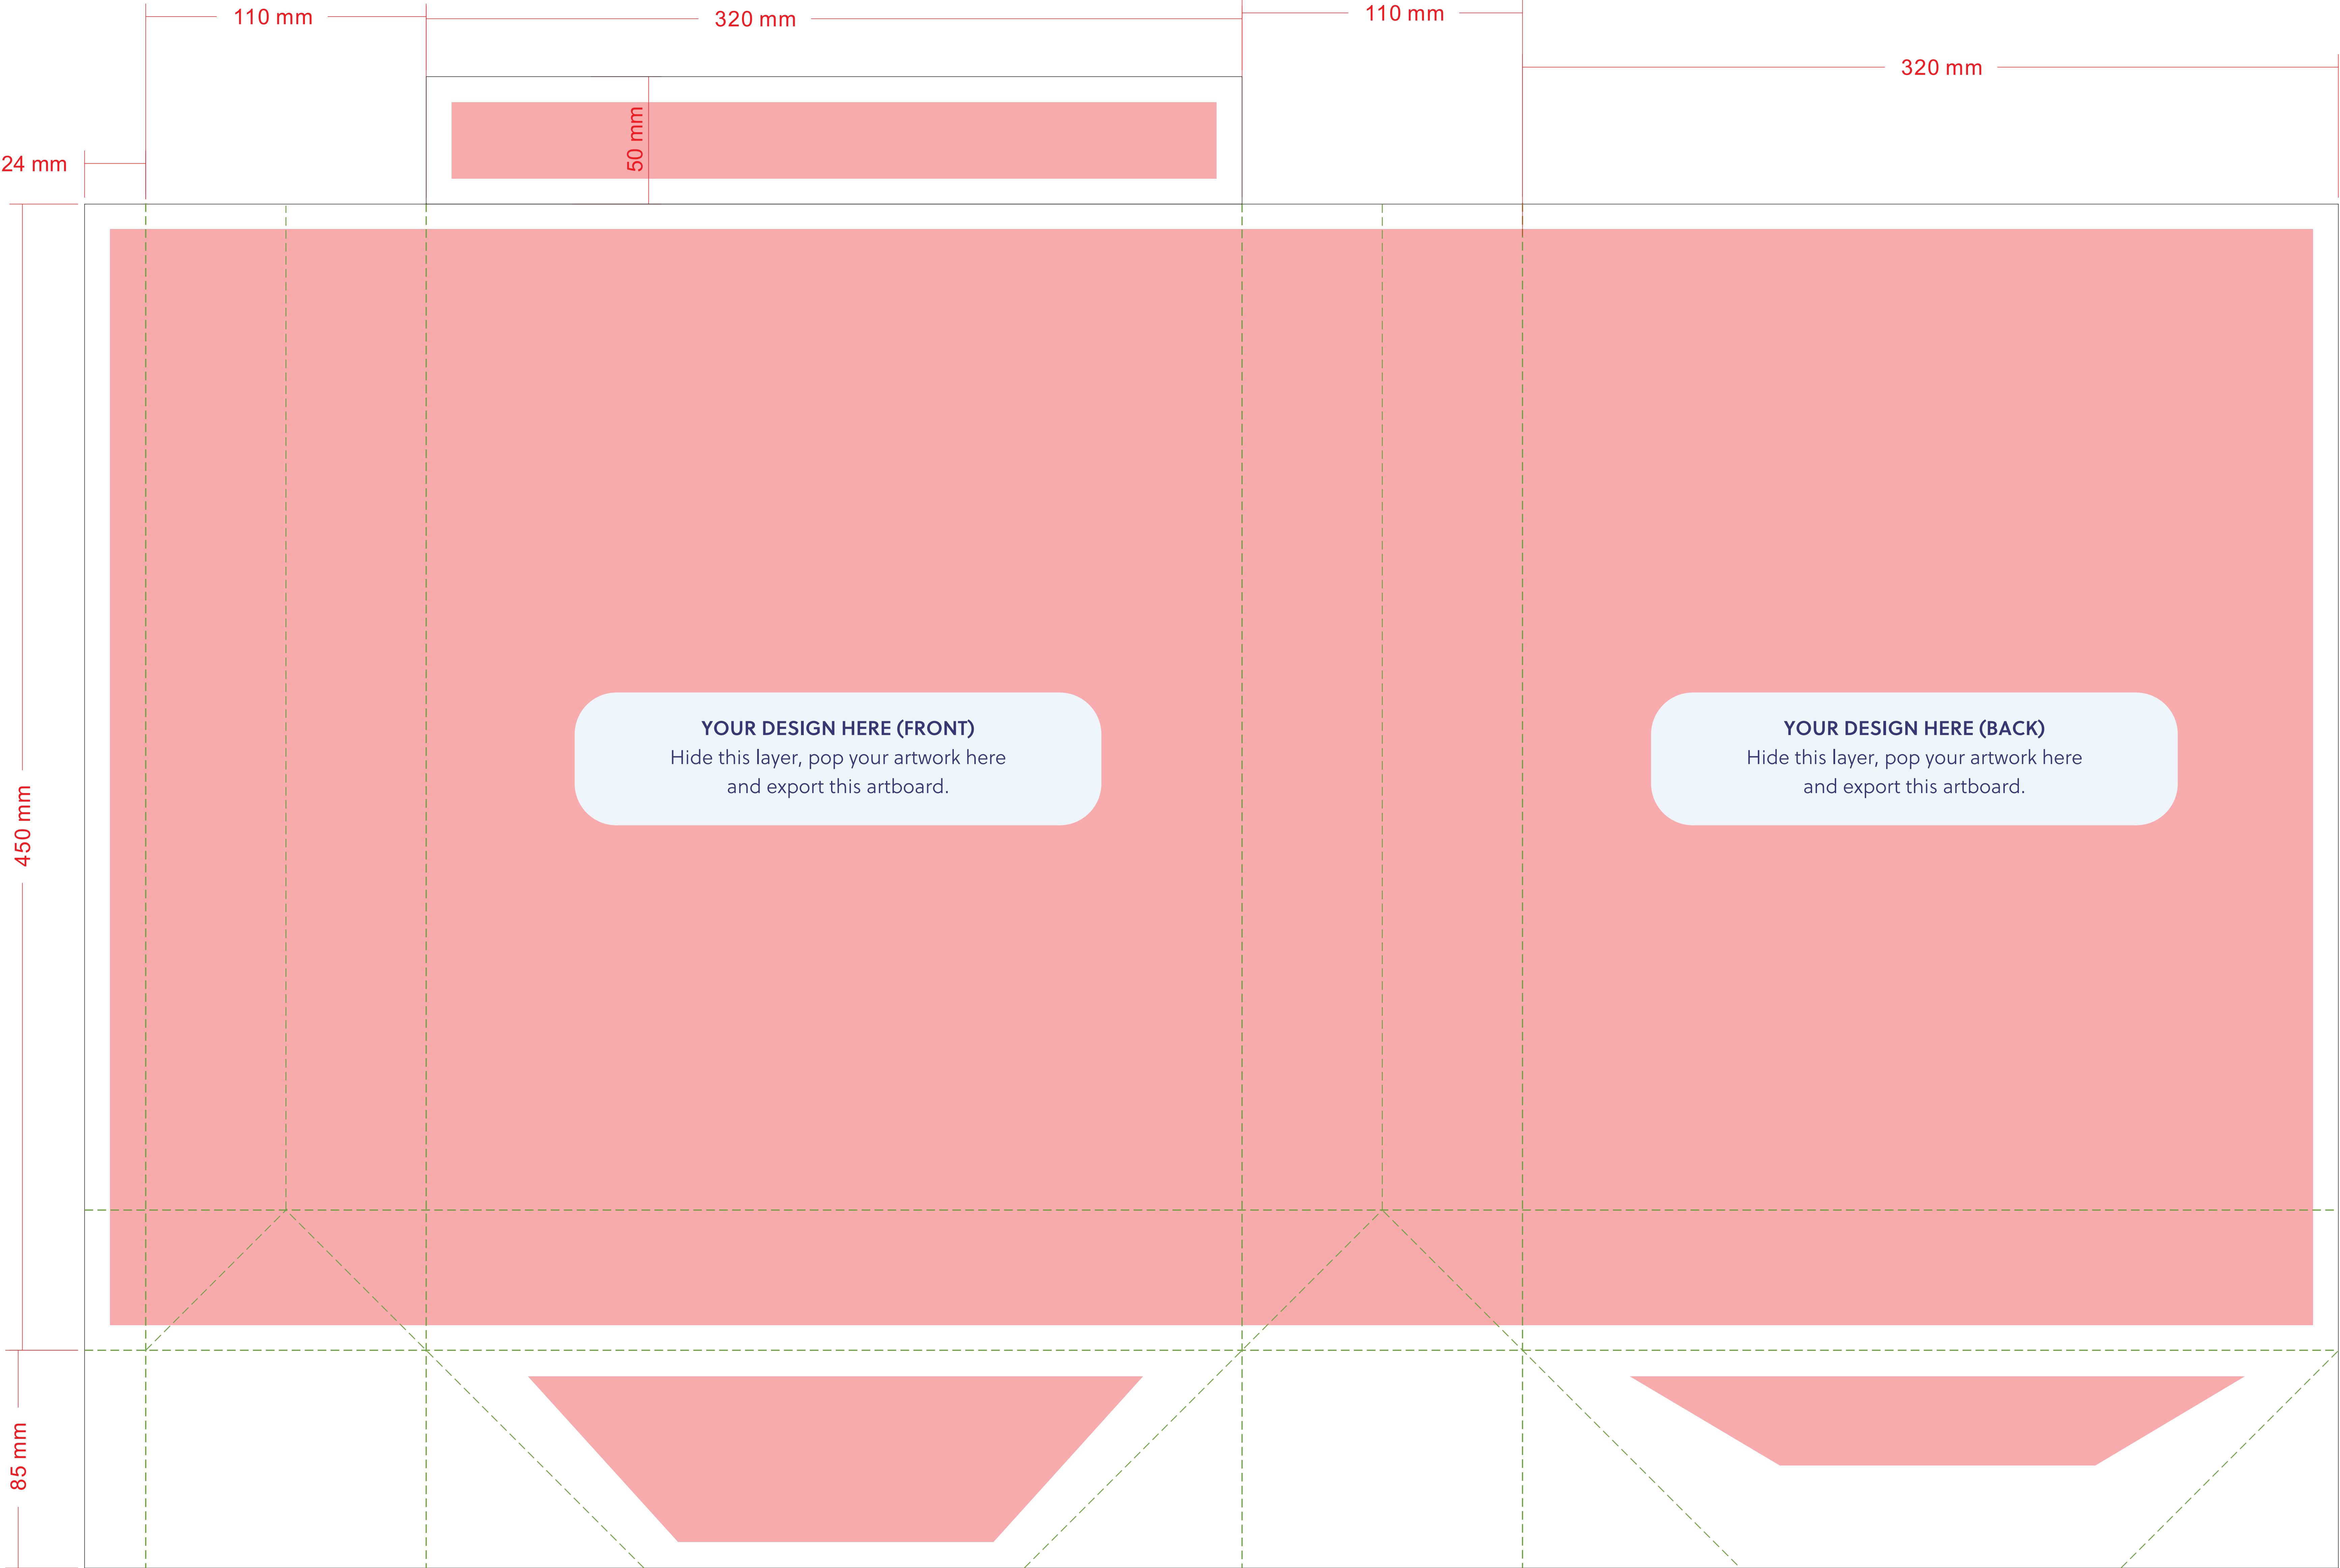 110 mm
320 mm
110 mm
320 mm
50 mm
24 mm
YOUR DESIGN HERE (FRONT)
Hide this layer, pop your artwork here
and export this artboard.
YOUR DESIGN HERE (BACK)
Hide this layer, pop your artwork here
and export this artboard.
450 mm
85 mm